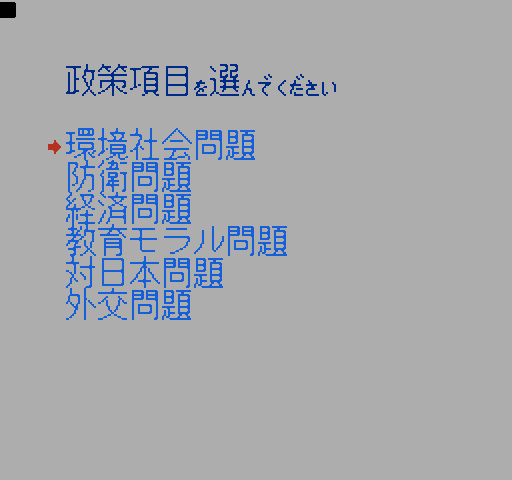 政策項目を選んでください
環境社会問題
防衛問題
経済問題
教育モラル問題
対日本問題
外交問題